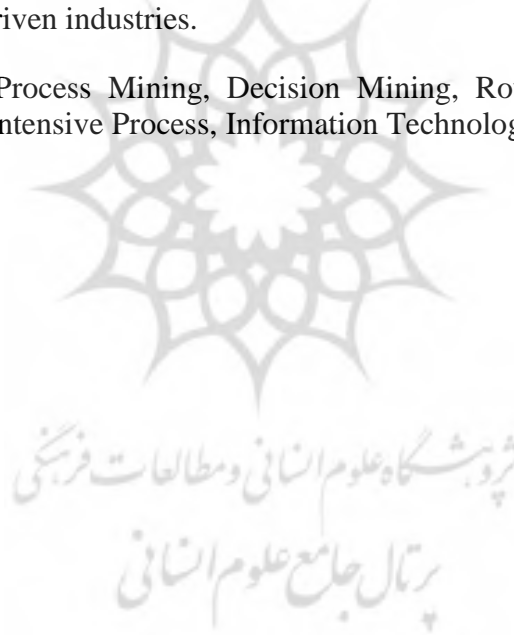 riven industries.
Process Mining, Decision Mining, Ro
ntensive Process, Information Technolog
پژوهشگاه علوم انسانی و مطالعات فرهنگی
پرتال جامع علوم انسانی